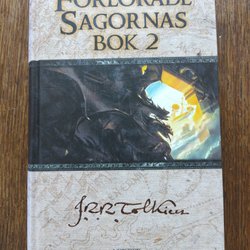 FÖRLORADE
SAGORNAS
BOK 2
J.R.R. Tolkien